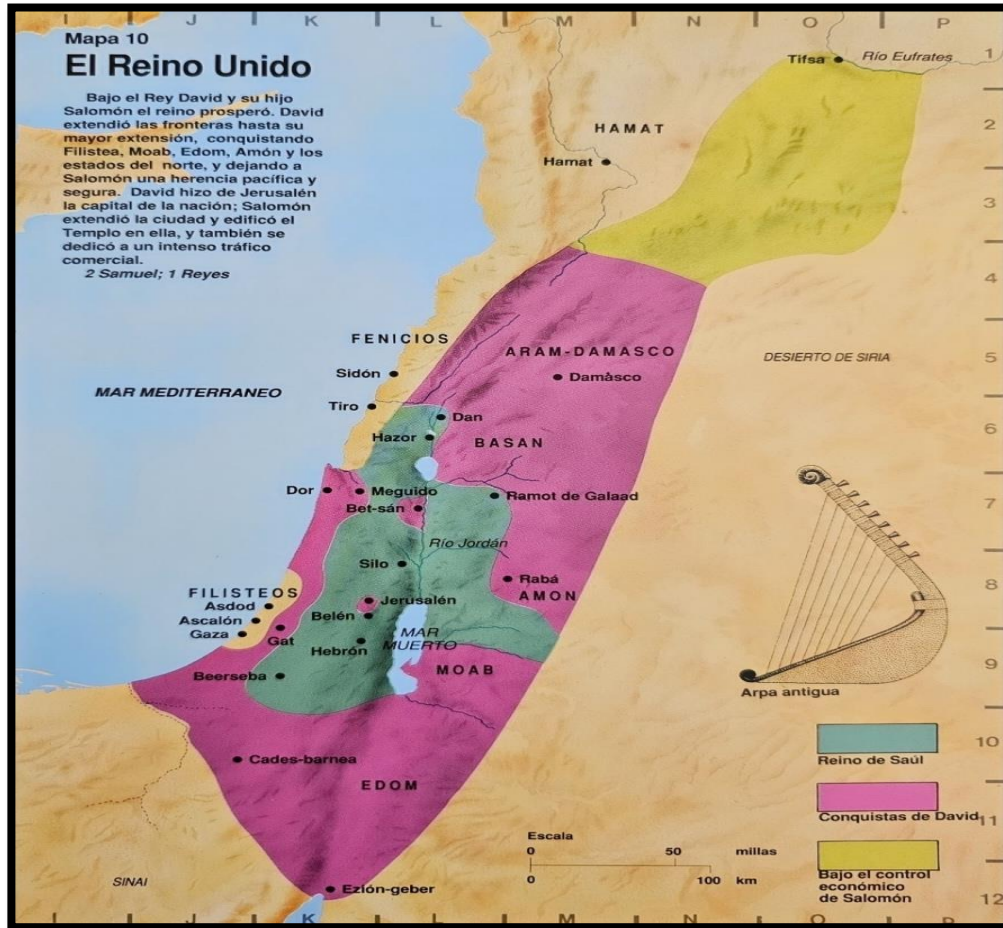 I J K L M N O P
Mapa 10
El Reino Unido
Bajo el Rey David y su hijo
Salomón el reino prosperó. David
extendió las fronteras hasta su
mayor extensión, conquistando
Filistea, Moab, Edom, Amón y los
estados del norte, y dejando a
Salomón una herencia pacífica y
segura. David hizo de Jerusalén
la capital de la nación; Salomón
extendió la ciudad y edificó el
Templo en ella, y también se
dedicó a un intenso tráfico
comercial.
2 Samuel; 1 Reyes
Tifsa
Río Eufrates
1
HAMAT
2
Hamat
3
4
FENICIOS
ARAM-DAMASCO
DESIERTO DE SIRIA
5
Sidón
Damasco
MAR MEDITERRANEO
Tiro
Dan
6
Hazor
BASAN
Dor
Meguido
Ramot de Galaad
7
Bet-sán
Río Jordán
Silo
Rabá
8
FILISTEOS
AMON
Asdod
Jerusalén
Ascalón
Belén
Gaza
Gat
MAR
MUERTO
Hebrón
MOAB
9
Beerseba
Arpa antigua
Cades-barnea
10
Reino de Saúl
EDOM
Conquistas de David
11
Escala
0 50 millas
0 100 km
Bajo el control
económico
de Salomón
SINAI
Ezión-geber
12
I J K L M N O P